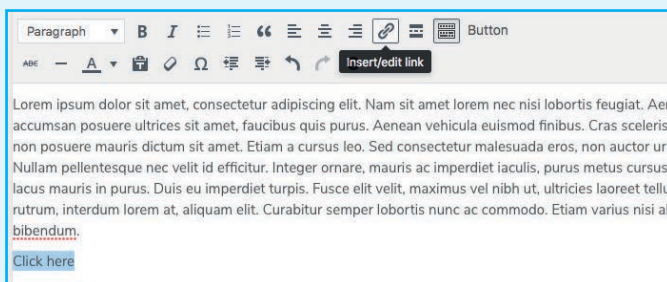 Paragraph B I Button
ABC A Ω Insert/edit link
Lorem ipsum dolor sit amet, consectetur adipiscing elit. Nam sit amet lorem nec nisi lobortis feugiat.
accumsan posuere ultrices sit amet, faucibus quis purus. Aenean vehicula euismod finibus. Cras
non posuere mauris dictum sit amet. Etiam a cursus leo. Sed consectetur malesuada eros, non auctor
Nullam pellentesque nec velit id efficitur. Integer ornare, mauris ac imperdiet iaculis, purus metus cursus
lacus mauris in purus. Duis eu imperdiet turpis. Fusce elit velit, maximus vel nibh ut, ultricies laoreet
rutrum, interdum lorem at, aliquam elit. Curabitur semper lobortis nunc ac commodo. Etiam varius nisi
bibendum.
Click here